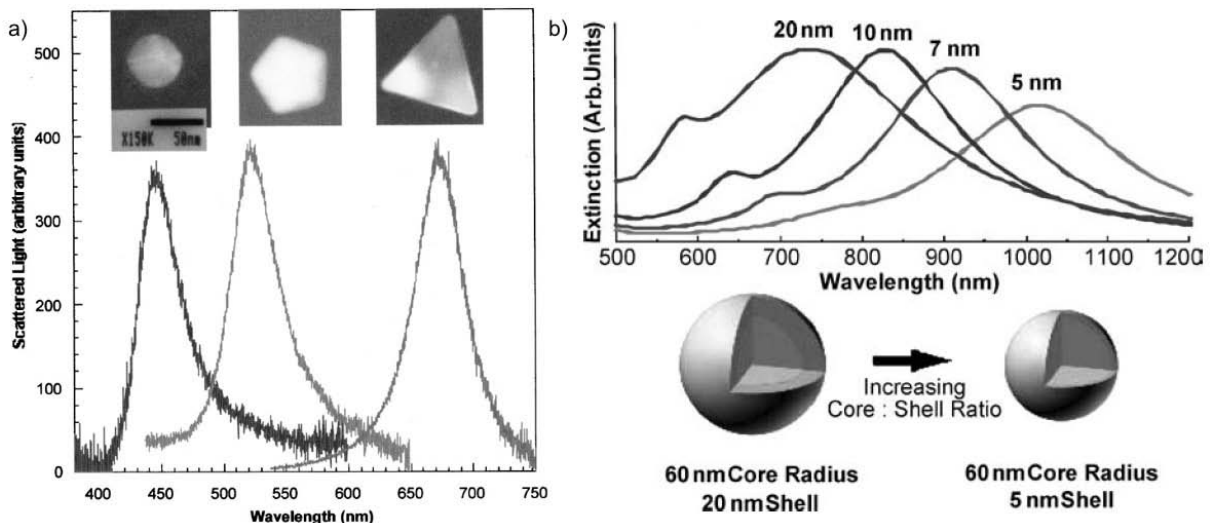 a)
X150K 50nm
500
400
300
200
100
0
Scattered Light (arbitrary units)
400 450 500 550 600 650 700 750
Wavelength (nm)
b)
20 nm 10 nm 7 nm 5 nm
Extinction (Arb.Units)
500 600 700 800 900 1000 1100 1200
Wavelength (nm)
Increasing
Core : Shell Ratio
60 nm Core Radius
20 nm Shell
60 nm Core Radius
5 nm Shell